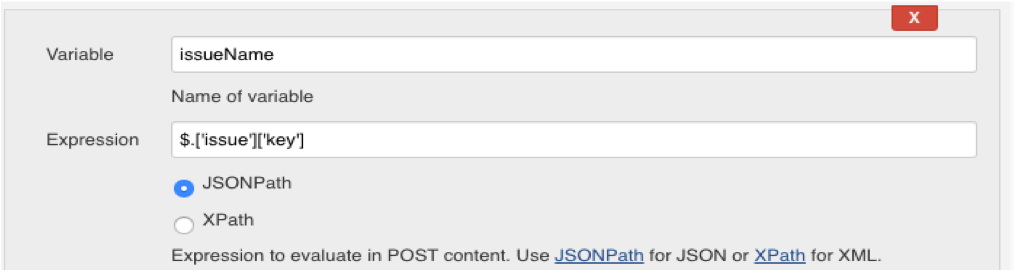 X
Variable
issueName
Name of variable
Expression
$.['issue']['key']
JSONPath
XPath
Expression to evaluate in POST content. Use JSONPath for JSON or XPath for XML.